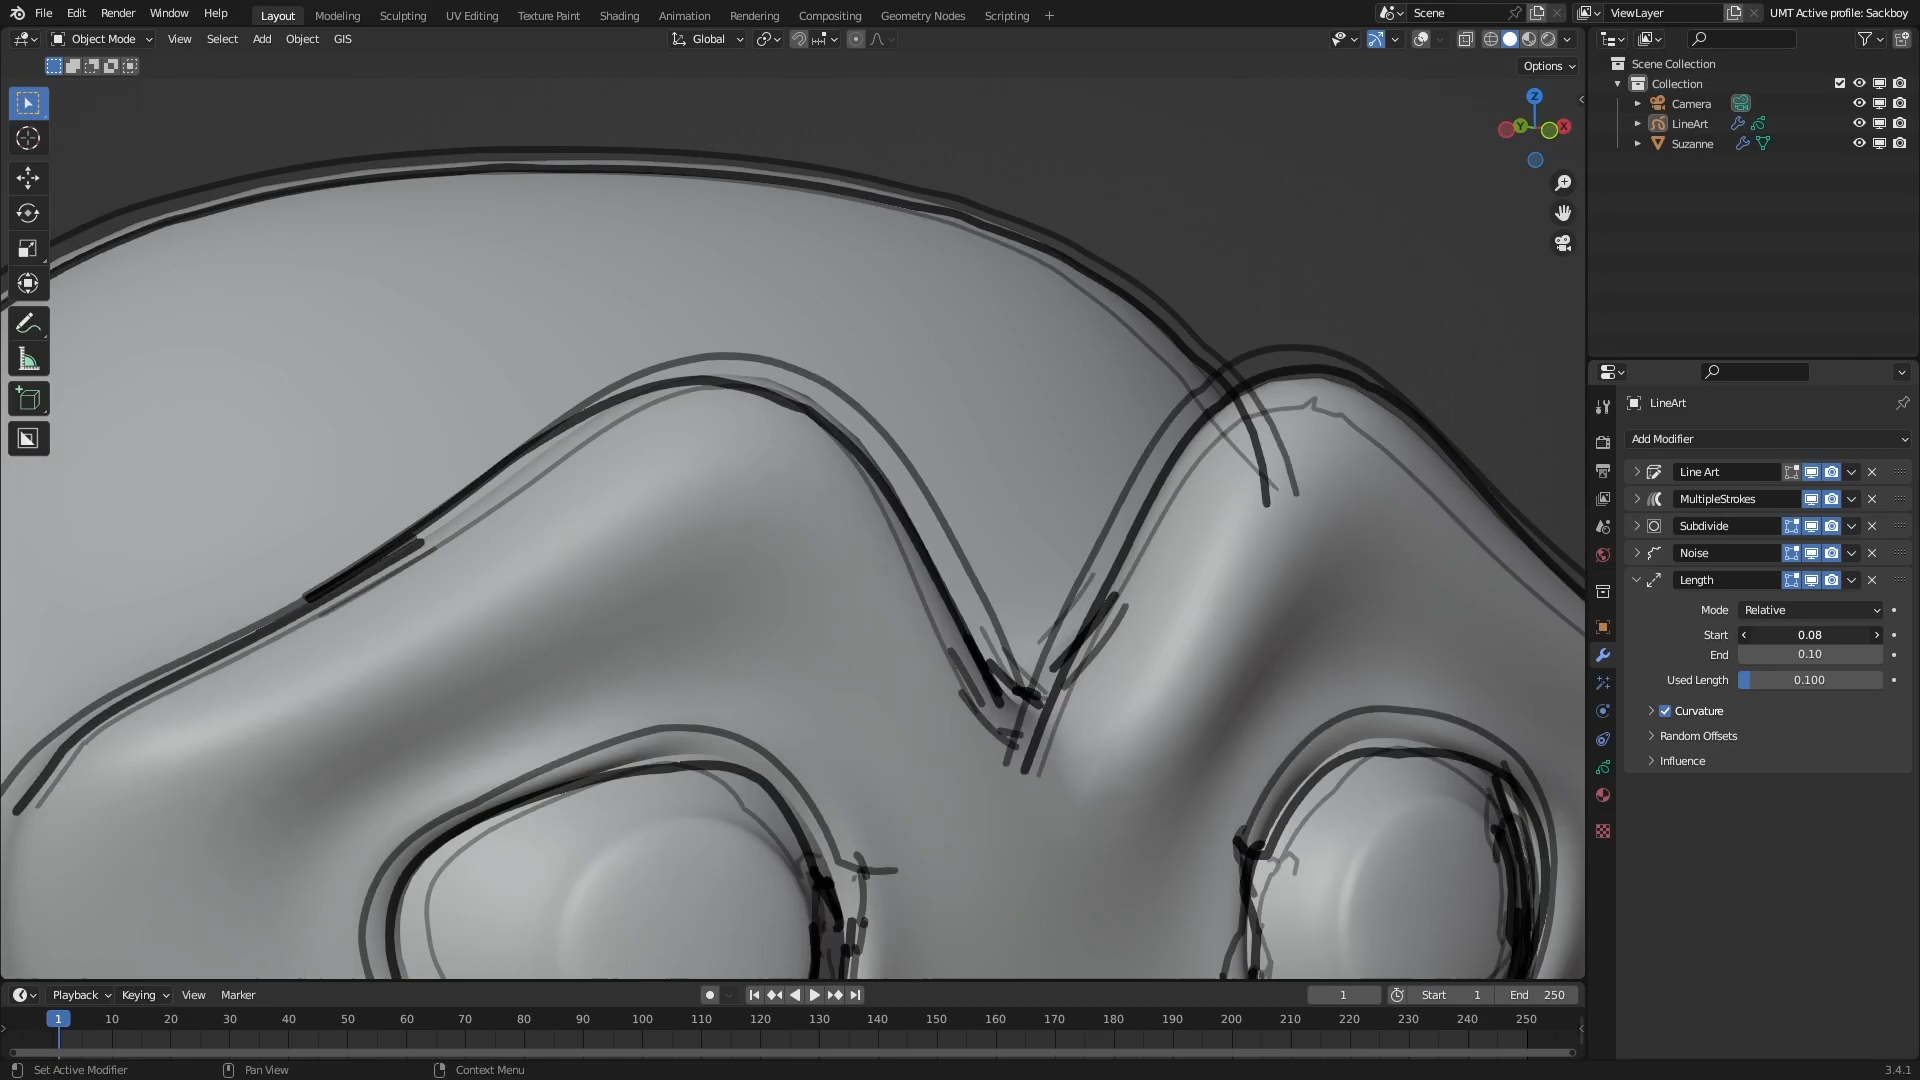 File Edit Render Window Help Layout Modeling Sculpting UV Editing Texture Paint Shading Animation Rendering Compositing Geometry Nodes Scripting + Scene ViewLayer UMT Active profile: Sackboy
Object Mode View Select Add Object GIS Global
Options
Z
Y X
Scene Collection
Collection
Camera
LineArt
Suzanne
LineArt
Add Modifier
Line Art
MultipleStrokes
Subdivide
Noise
Length
Mode Relative
Start 0.08
End 0.10
Used Length 0.100
Curvature
Random Offsets
Influence
Playback Keying View Marker 1 Start 1 End 250
1 10 20 30 40 50 60 70 80 90 100 110 120 130 140 150 160 170 180 190 200 210 220 230 240 250
Set Active Modifier Pan View Context Menu 3.4.1